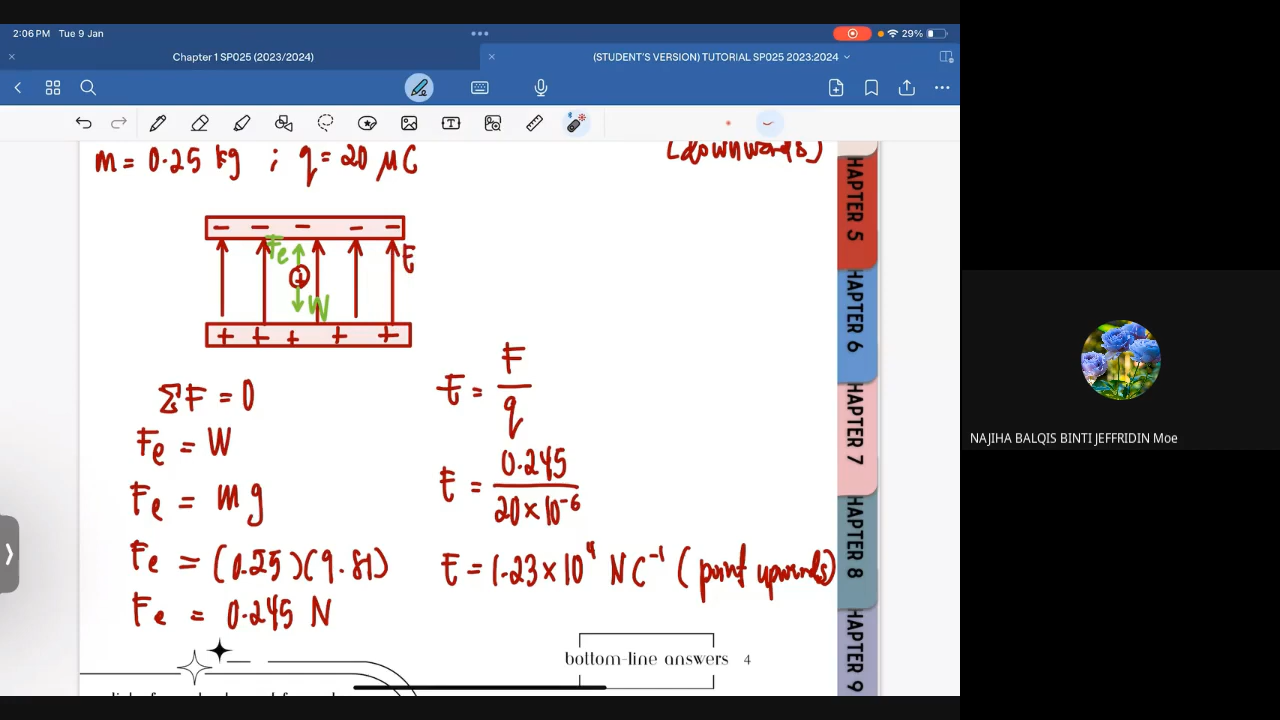 2:06 PM Tue 9 Jan
29%
Chapter 1 SP025 (2023/2024)
(STUDENT'S VERSION) TUTORIAL SP025 2023:2024
m = 0.25 kg ; q = 20 μC
(downwards)
Fe
E
W
ΣF = 0
Fe = W
Fe = mg
Fe = (0.25)(9.81)
Fe = 0.245 N
E = F / q
E = 0.245 / 20 × 10⁻⁶
E = 1.23 × 10⁴ N C⁻¹ (point upwards)
bottom-line answers 4
HAPTER 5
HAPTER 6
HAPTER 7
HAPTER 8
HAPTER 9
NAJIHA BALQIS BINTI JEFFRIDIN Moe